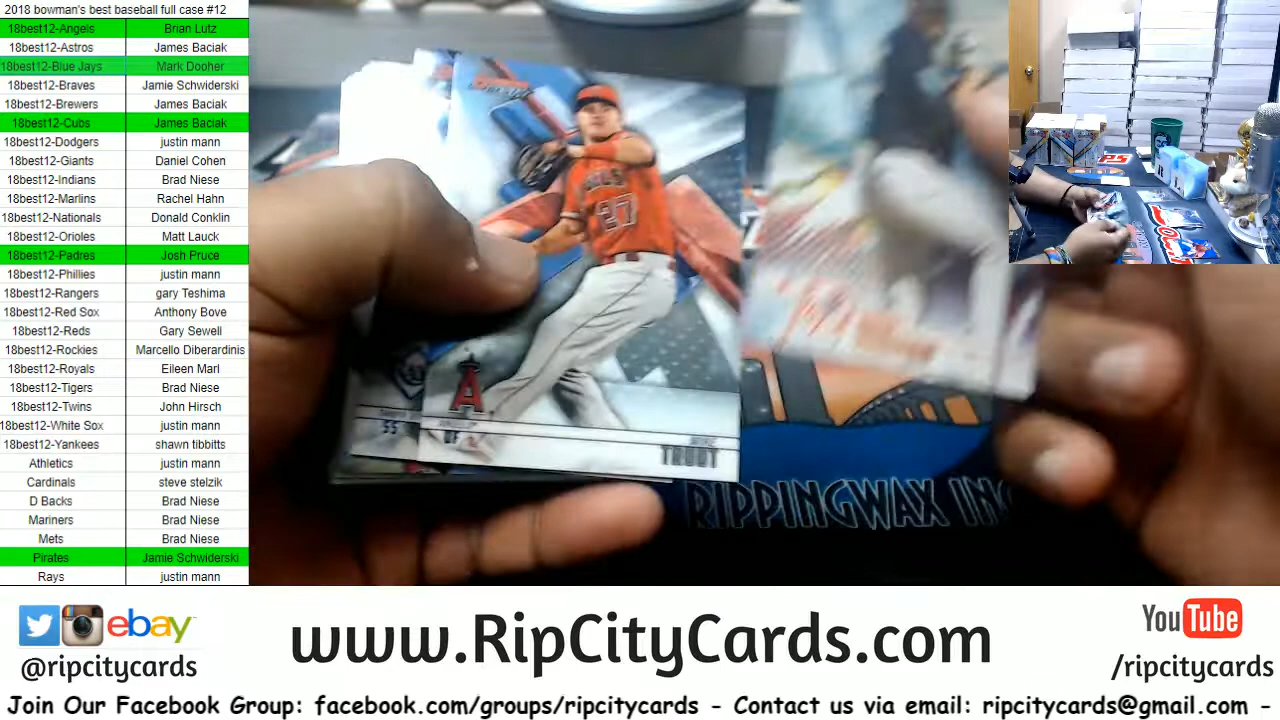 2018 bowman's best baseball full case #12
18best12-Angels Brian Lutz
18best12-Astros James Baciak
18best12-Blue Jays Mark Dooher
18best12-Braves Jamie Schwiderski
18best12-Brewers James Baciak
18best12-Cubs James Baciak
18best12-Dodgers justin mann
18best12-Giants Daniel Cohen
18best12-Indians Brad Niese
18best12-Marlins Rachel Hahn
18best12-Nationals Donald Conklin
18best12-Orioles Matt Lauck
18best12-Padres Josh Pruce
18best12-Phillies justin mann
18best12-Rangers gary Teshima
18best12-Red Sox Anthony Bove
18best12-Reds Gary Sewell
18best12-Rockies Marcello Diberardinis
18best12-Royals Eileen Marl
18best12-Tigers Brad Niese
18best12-Twins John Hirsch
18best12-White Sox justin mann
18best12-Yankees shawn tibbitts
Athletics justin mann
Cardinals steve stelzik
D Backs Brad Niese
Mariners Brad Niese
Mets Brad Niese
Pirates Jamie Schwiderski
Rays justin mann
27
A
OF
TROUT
SS
RIPPINGWAX INC
ebay
@ripcitycards
www.RipCityCards.com
YouTube
/ripcitycards
Join Our Facebook Group: facebook.com/groups/ripcitycards - Contact us via email: ripcitycards@gmail.com -